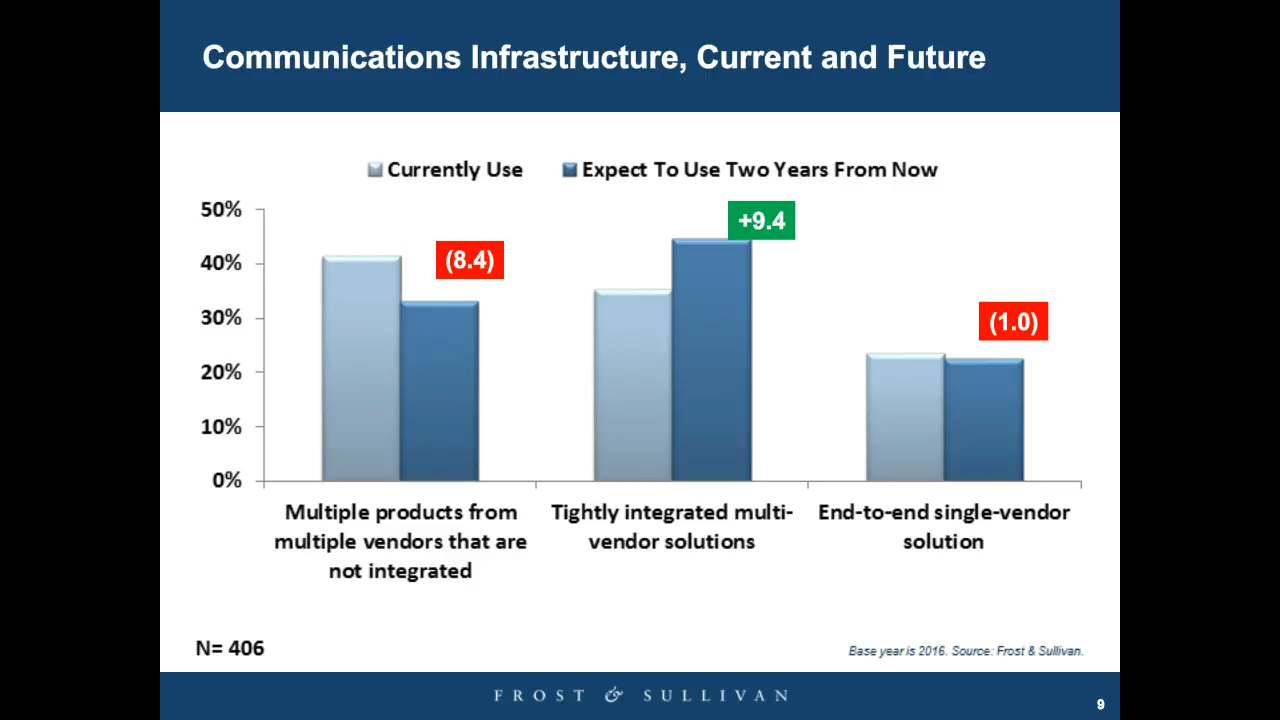 Communications Infrastructure, Current and Future
Currently Use
Expect To Use Two Years From Now
50%
40%
30%
20%
10%
0%
(8.4)
+9.4
(1.0)
Multiple products from
multiple vendors that are
not integrated
Tightly integrated multi-
vendor solutions
End-to-end single-vendor
solution
N= 406
Base year is 2016. Source: Frost & Sullivan.
FROST & SULLIVAN
9